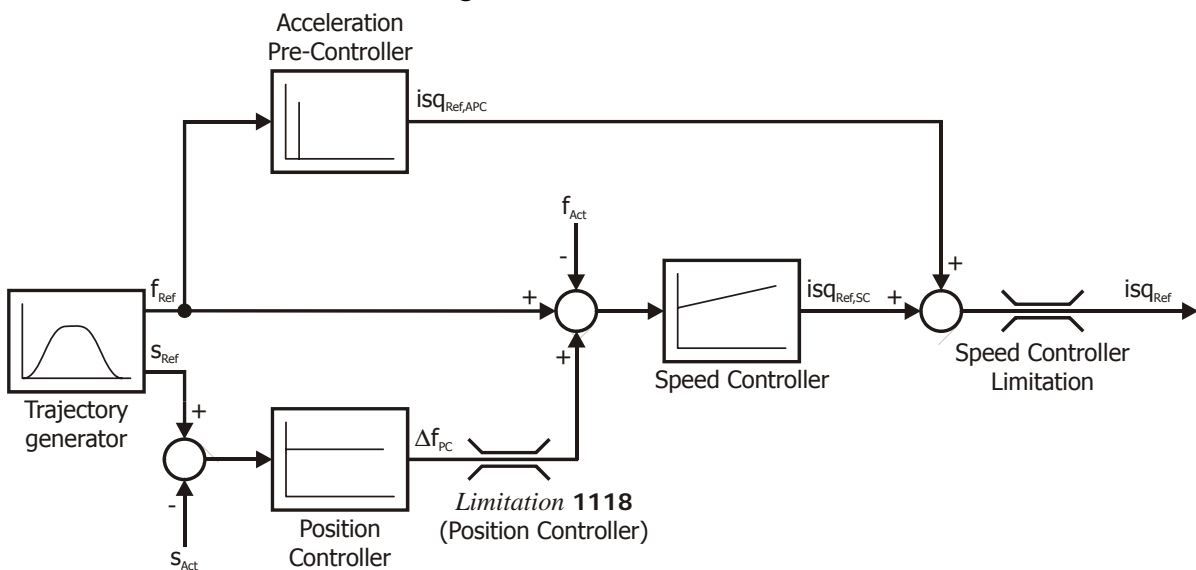 Acceleration
Pre-Controller
isqRef,APC
fAct
-
+
fRef
+
isqRef,SC
+
isqRef
sRef
+
Speed Controller
Speed Controller
Limitation
Trajectory
generator
+
ΔfPC
-
Limitation 1118
(Position Controller)
Position
Controller
sAct